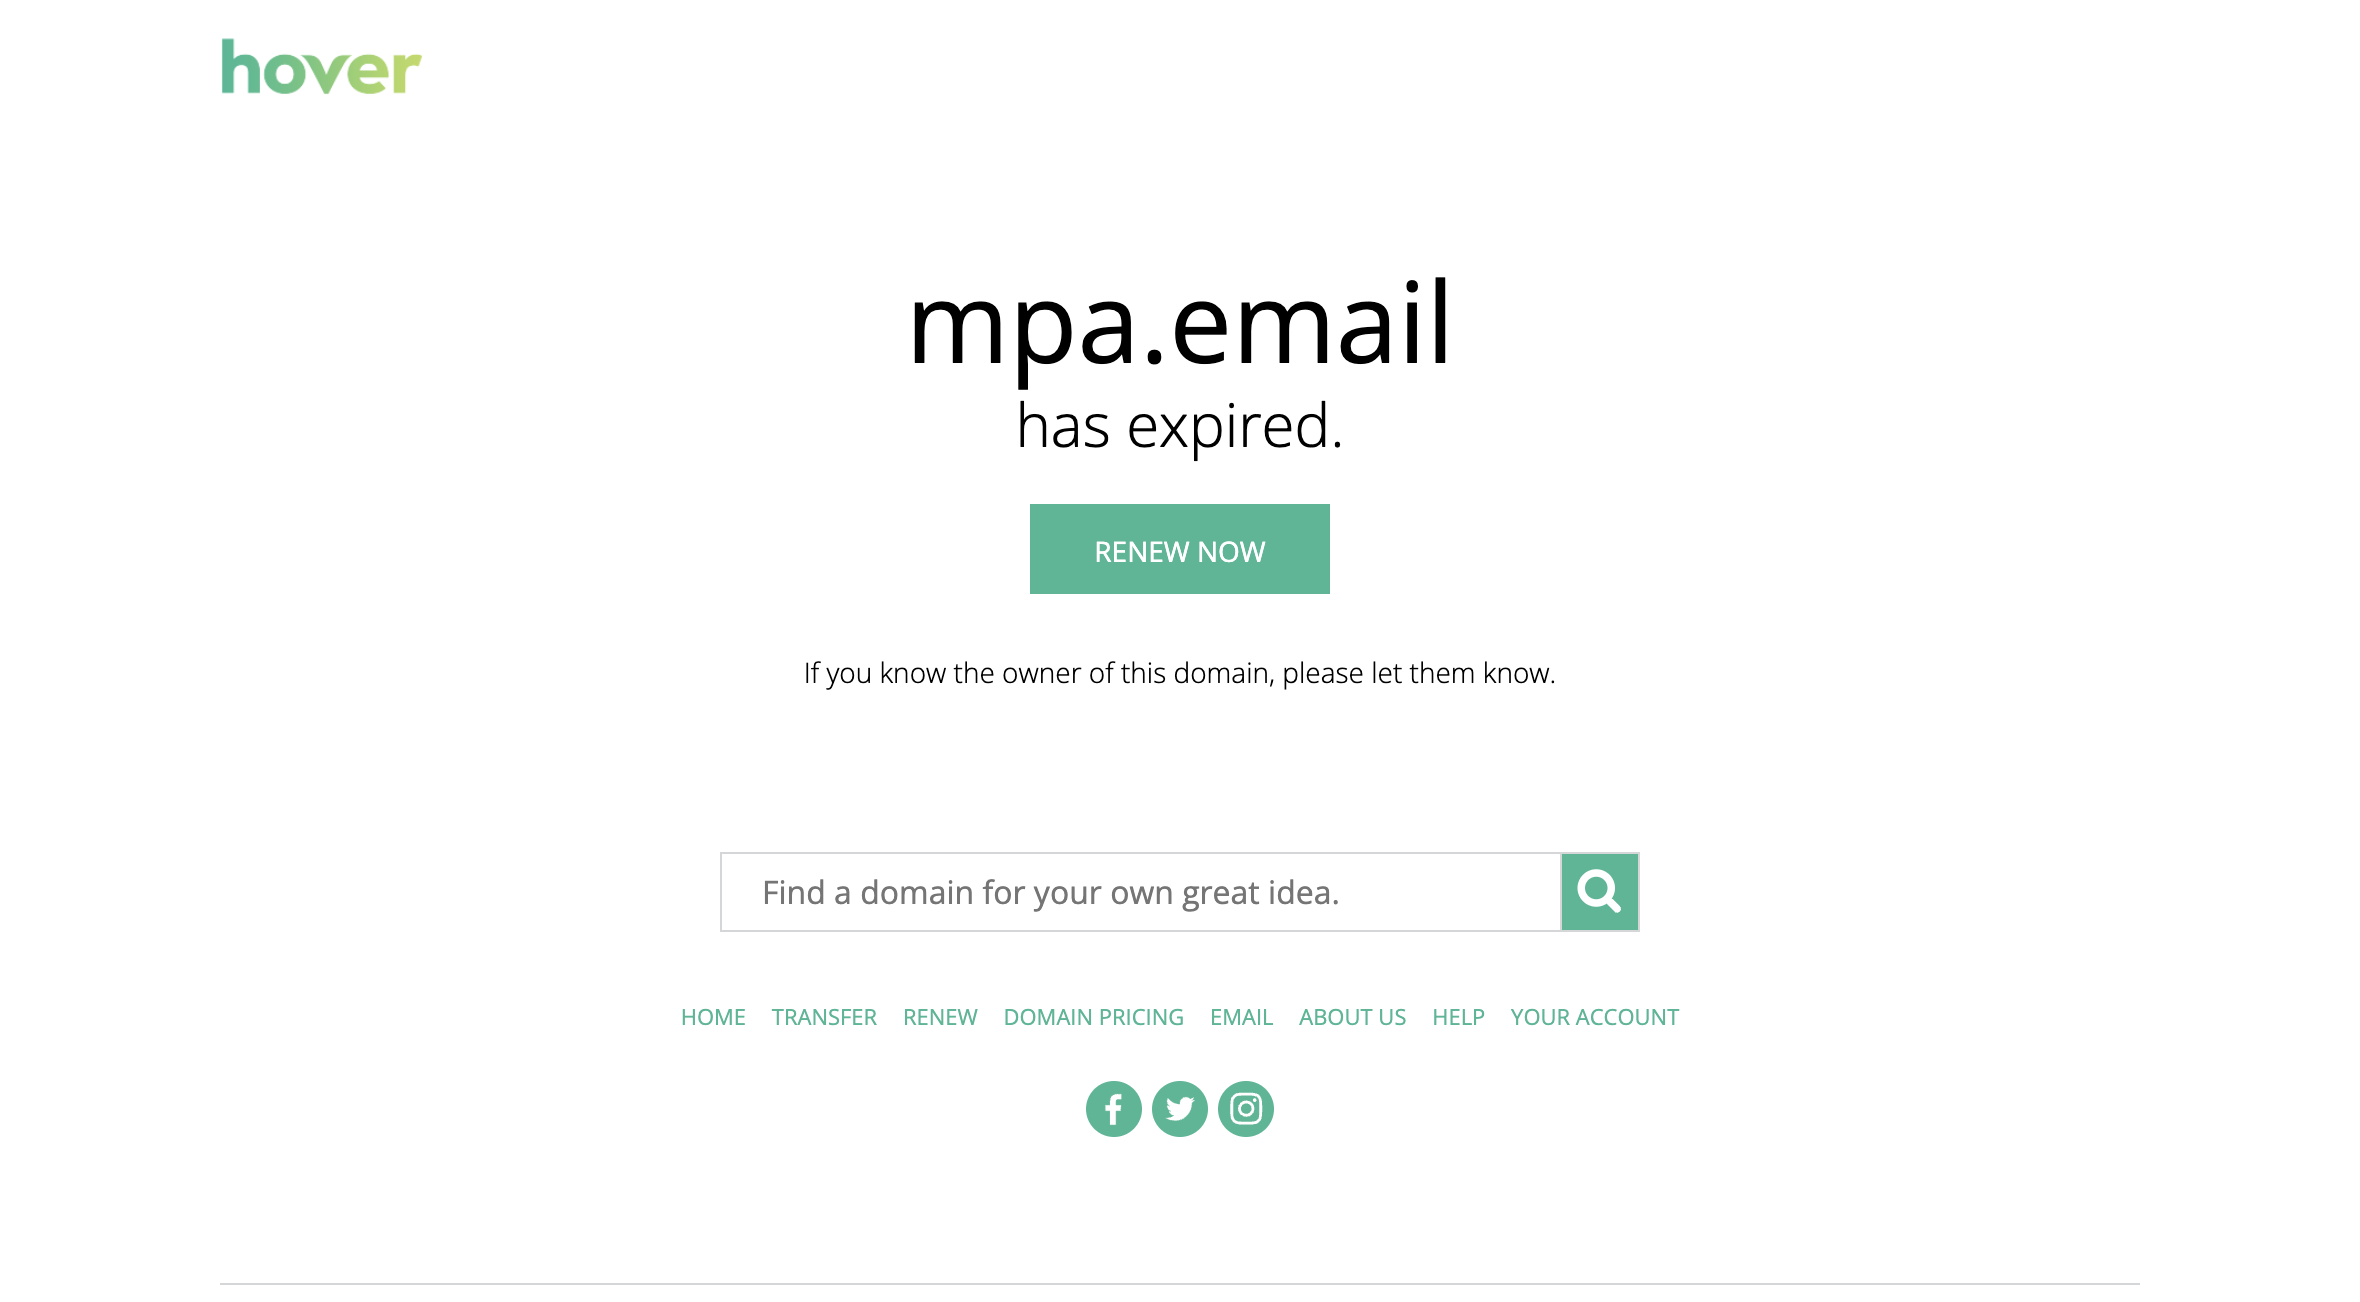 hover
mpa.email
has expired.
RENEW NOW
If you know the owner of this domain, please let them know.
Find a domain for your own great idea.
HOME TRANSFER RENEW DOMAIN PRICING EMAIL ABOUT US HELP YOUR ACCOUNT